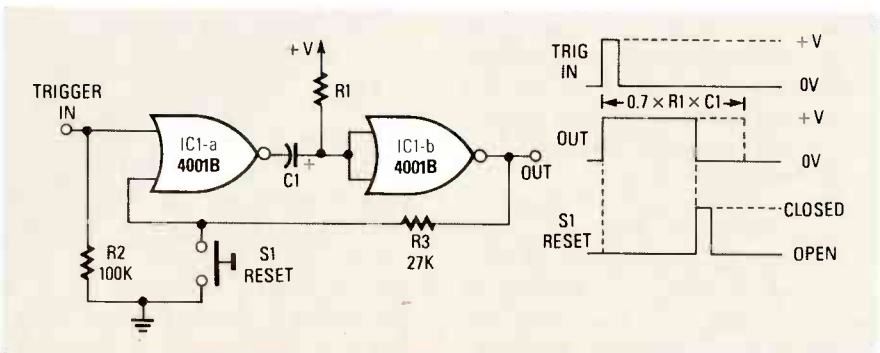 TRIGGER
IN
IC1-a
4001B
C1
+
+V
R1
IC1-b
4001B
OUT
R2
100K
S1
RESET
R3
27K
TRIG
IN
+V
0V
0.7 × R1 × C1
OUT
+V
0V
S1
RESET
CLOSED
OPEN